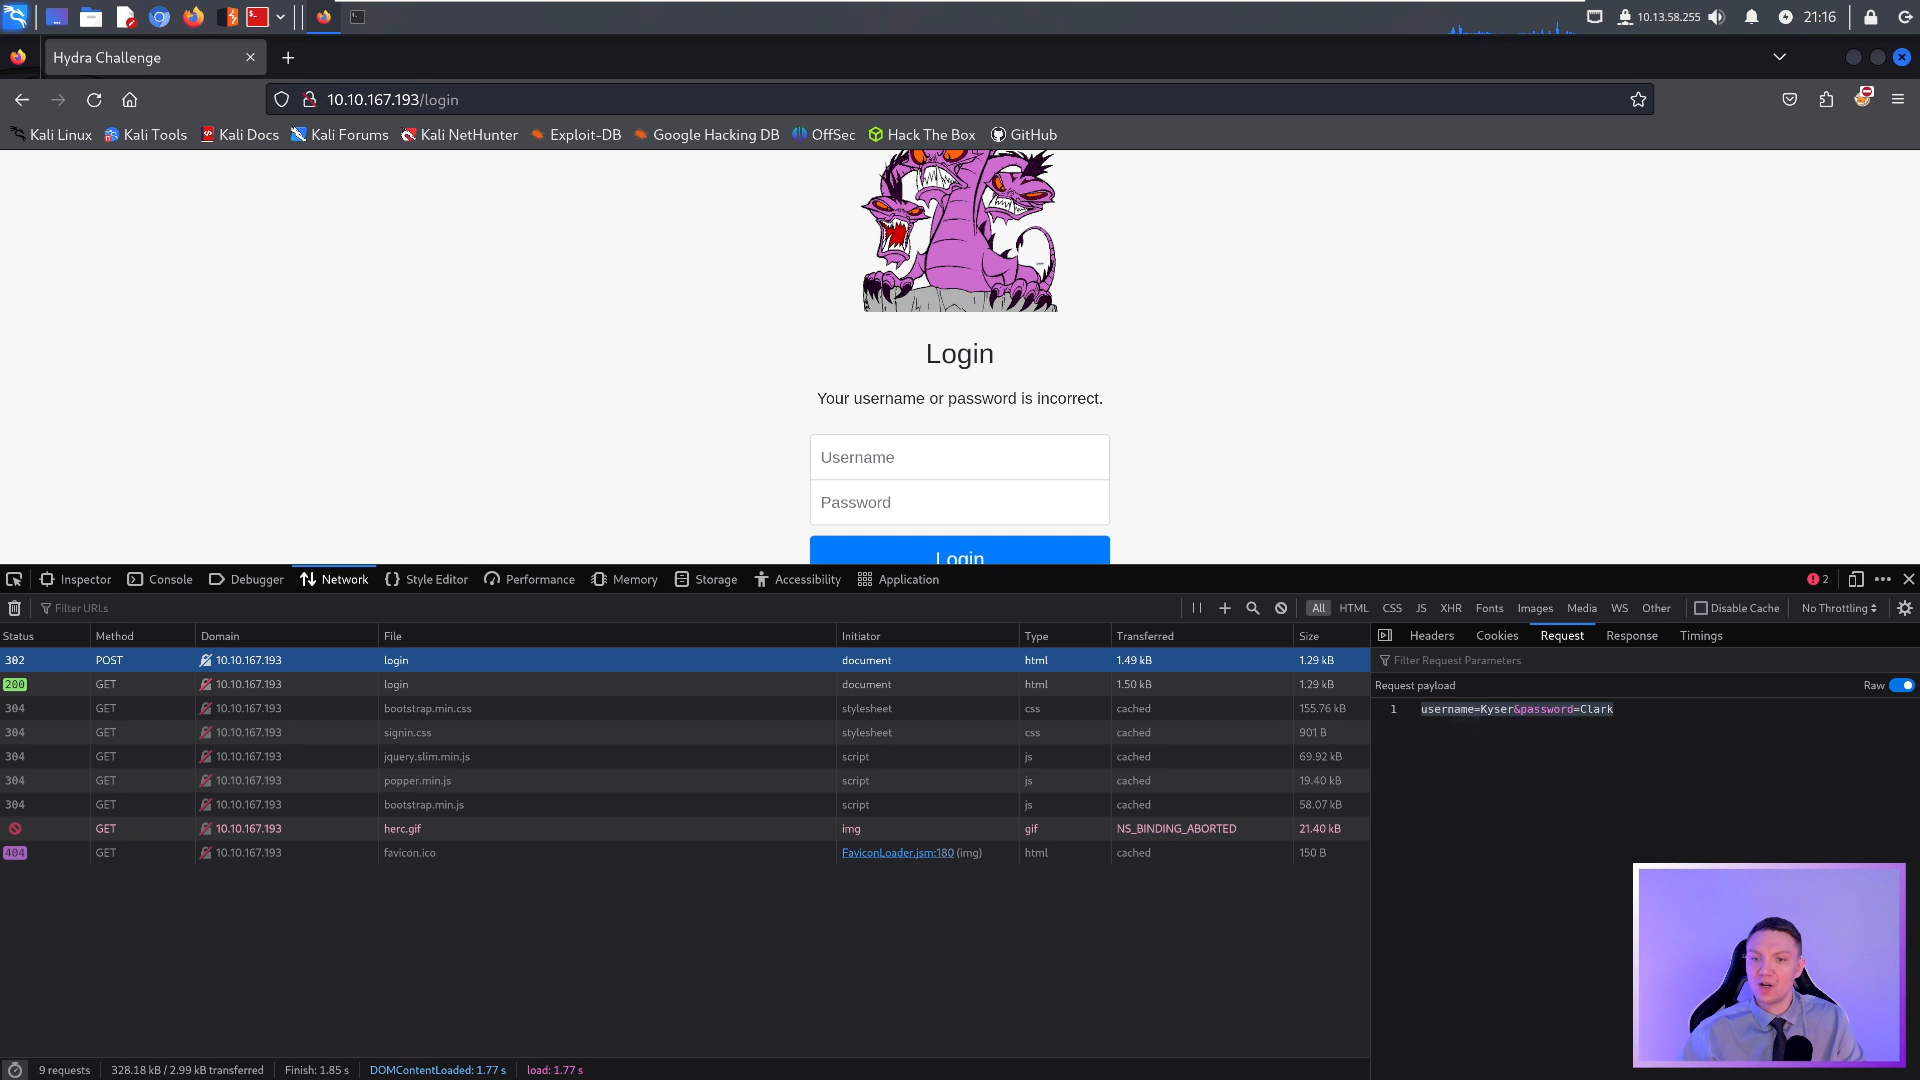 10.13.58.255
21:16
Hydra Challenge
10.10.167.193/login
Kali Linux Kali Tools Kali Docs Kali Forums Kali NetHunter Exploit-DB Google Hacking DB OffSec Hack The Box GitHub
Login
Your username or password is incorrect.
Username
Password
Login
Inspector Console Debugger Network Style Editor Performance Memory Storage Accessibility Application 2
Filter URLs All HTML CSS JS XHR Fonts Images Media WS Other Disable Cache No Throttling
Status Method Domain File Initiator Type Transferred Size
302 POST 10.10.167.193 login document html 1.49 kB 1.29 kB
200 GET 10.10.167.193 login document html 1.50 kB 1.29 kB
304 GET 10.10.167.193 bootstrap.min.css stylesheet css cached 155.76 kB
304 GET 10.10.167.193 signin.css stylesheet css cached 901 B
304 GET 10.10.167.193 jquery.slim.min.js script js cached 69.92 kB
304 GET 10.10.167.193 popper.min.js script js cached 19.40 kB
304 GET 10.10.167.193 bootstrap.min.js script js cached 58.07 kB
GET 10.10.167.193 herc.gif img gif NS_BINDING_ABORTED 21.40 kB
404 GET 10.10.167.193 favicon.ico FaviconLoader.jsm:180 (img) html cached 150 B
Headers Cookies Request Response Timings
Filter Request Parameters
Request payload Raw
1 username=Kyser&password=Clark
9 requests 328.18 kB / 2.99 kB transferred Finish: 1.85 s DOMContentLoaded: 1.77 s load: 1.77 s